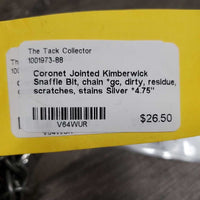 The Tack Collector
1001973-88
Coronet Jointed Kimberwick
Snaffle Bit, chain *gc, dirty, residue,
scratches, stains Silver *4.75"
$26.50
V64WUR